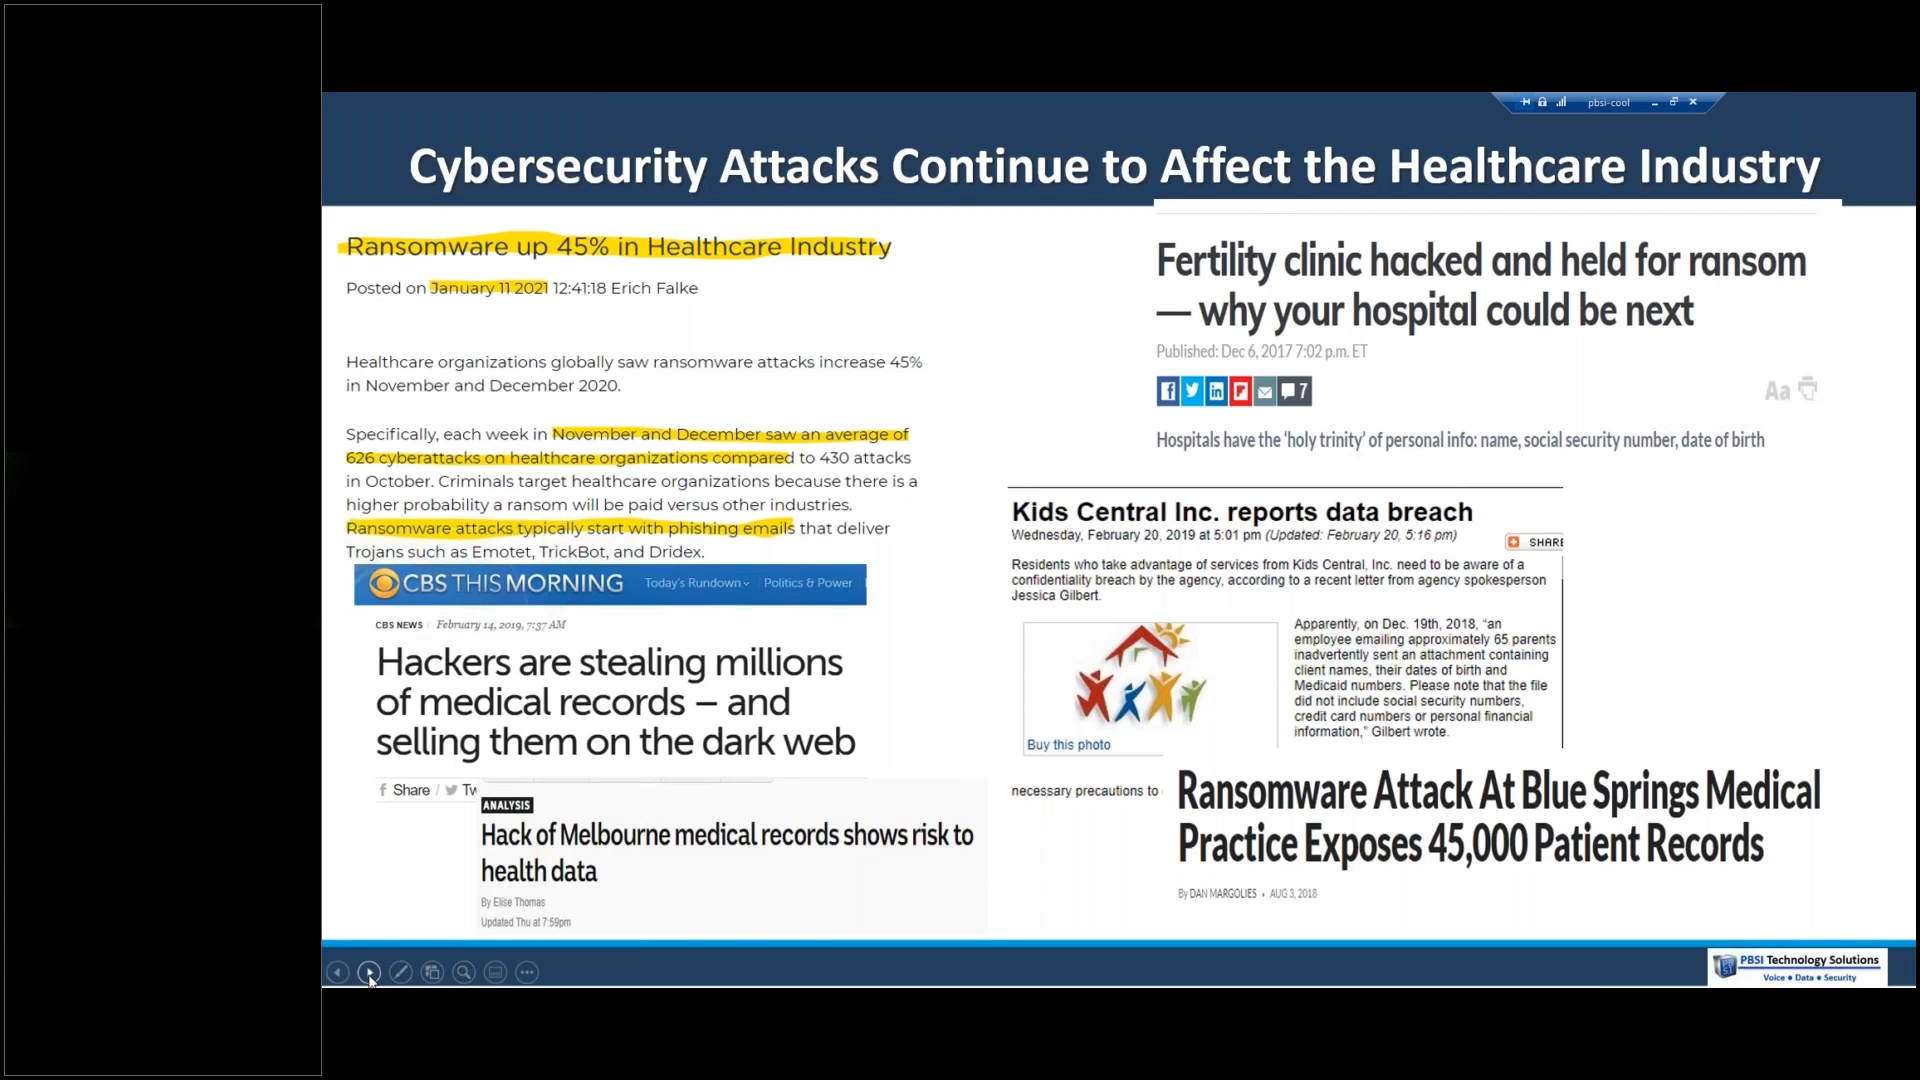 pbsi-cool
Cybersecurity Attacks Continue to Affect the Healthcare Industry
Ransomware up 45% in Healthcare Industry
Posted on January 11 2021 12:41:18 Erich Falke
Healthcare organizations globally saw ransomware attacks increase 45%
in November and December 2020.
Specifically, each week in November and December saw an average of
626 cyberattacks on healthcare organizations compared to 430 attacks
in October. Criminals target healthcare organizations because there is a
higher probability a ransom will be paid versus other industries.
Ransomware attacks typically start with phishing emails that deliver
Trojans such as Emotet, TrickBot, and Dridex.
CBS THIS MORNING Today's Rundown Politics & Power
CBS NEWS February 14, 2019, 7:37 AM
Hackers are stealing millions
of medical records – and
selling them on the dark web
f Share / Tw
ANALYSIS
Hack of Melbourne medical records shows risk to
health data
By Elise Thomas
Updated Thu at 7:59pm
Fertility clinic hacked and held for ransom
— why your hospital could be next
Published: Dec 6, 2017 7:02 p.m. ET
f in 7
Aa
Hospitals have the 'holy trinity' of personal info: name, social security number, date of birth
Kids Central Inc. reports data breach
Wednesday, February 20, 2019 at 5:01 pm (Updated: February 20, 5:16 pm)
SHARE
Residents who take advantage of services from Kids Central, Inc. need to be aware of a
confidentiality breach by the agency, according to a recent letter from agency spokesperson
Jessica Gilbert.
Apparently, on Dec. 19th, 2018, "an
employee emailing approximately 65 parents
inadvertently sent an attachment containing
client names, their dates of birth and
Medicaid numbers. Please note that the file
did not include social security numbers,
credit card numbers or personal financial
information," Gilbert wrote.
Buy this photo
necessary precautions to
Ransomware Attack At Blue Springs Medical
Practice Exposes 45,000 Patient Records
By DAN MARGOLIES • AUG 3, 2018
PBSI Technology Solutions
Voice • Data • Security